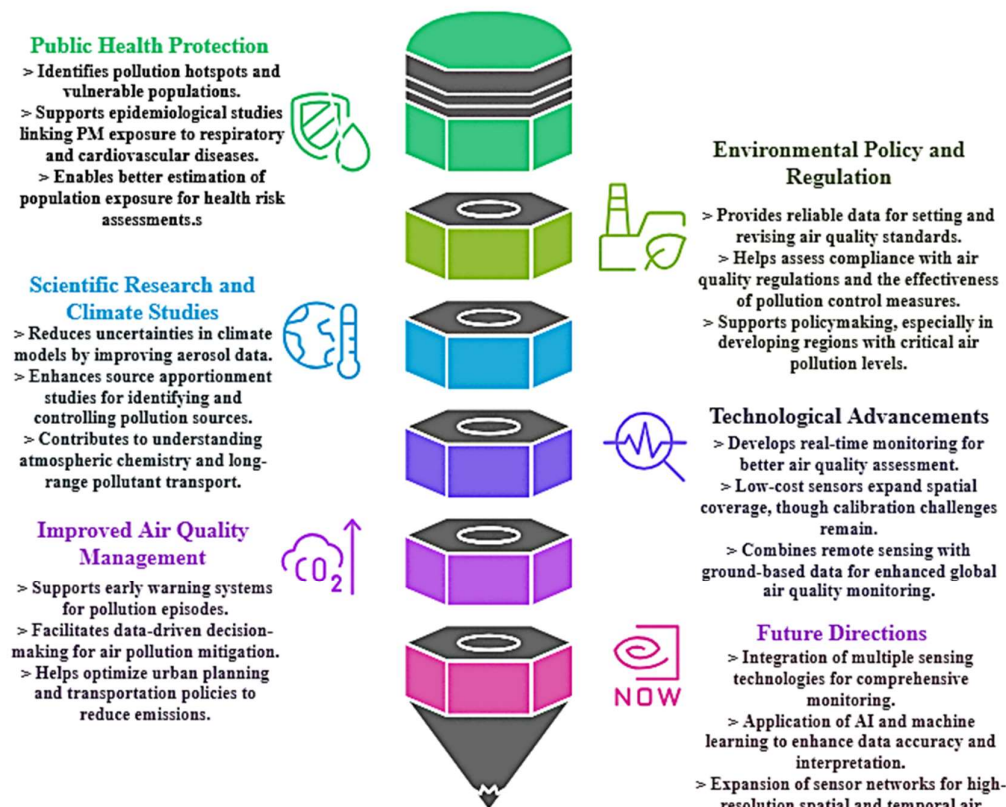 Public Health Protection
> Identifies pollution hotspots and
vulnerable populations.
> Supports epidemiological studies
linking PM exposure to respiratory
and cardiovascular diseases.
> Enables better estimation of
population exposure for health risk
assessments.s
Environmental Policy and
Regulation
> Provides reliable data for setting and
revising air quality standards.
> Helps assess compliance with air
quality regulations and the effectiveness
of pollution control measures.
> Supports policymaking, especially in
developing regions with critical air
pollution levels.
Scientific Research and
Climate Studies
> Reduces uncertainties in climate
models by improving aerosol data.
> Enhances source apportionment
studies for identifying and
controlling pollution sources.
> Contributes to understanding
atmospheric chemistry and long-
range pollutant transport.
Technological Advancements
> Develops real-time monitoring for
better air quality assessment.
> Low-cost sensors expand spatial
coverage, though calibration challenges
remain.
> Combines remote sensing with
ground-based data for enhanced global
air quality monitoring.
Improved Air Quality
Management
> Supports early warning systems
for pollution episodes.
> Facilitates data-driven decision-
making for air pollution mitigation.
> Helps optimize urban planning
and transportation policies to
reduce emissions.
CO2
Future Directions
> Integration of multiple sensing
technologies for comprehensive
monitoring.
> Application of AI and machine
learning to enhance data accuracy and
interpretation.
> Expansion of sensor networks for high-
resolution spatial and temporal air
NOW